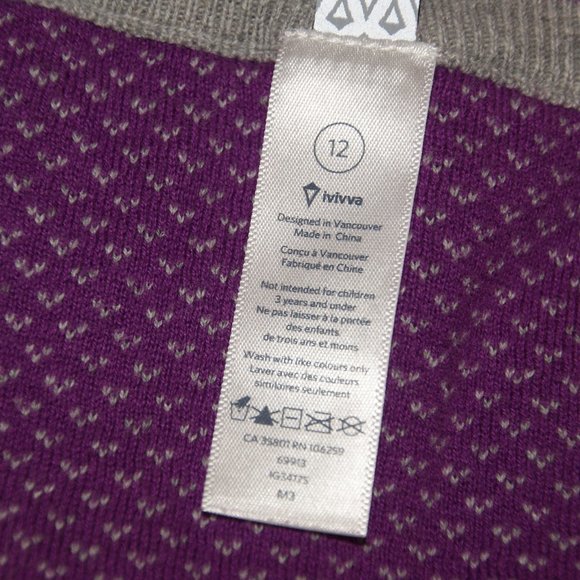 12
ivivva
Designed in Vancouver
Made in China
Conçu à Vancouver
Fabriqué en Chine
Not intended for children
3 years and under
Ne pas laisser à la portée
des enfants
de trois ans et moins
Wash with like colours only
Laver avec des couleurs
similaires seulement
CA 35801 RN 106259
69913
IG34175
M3